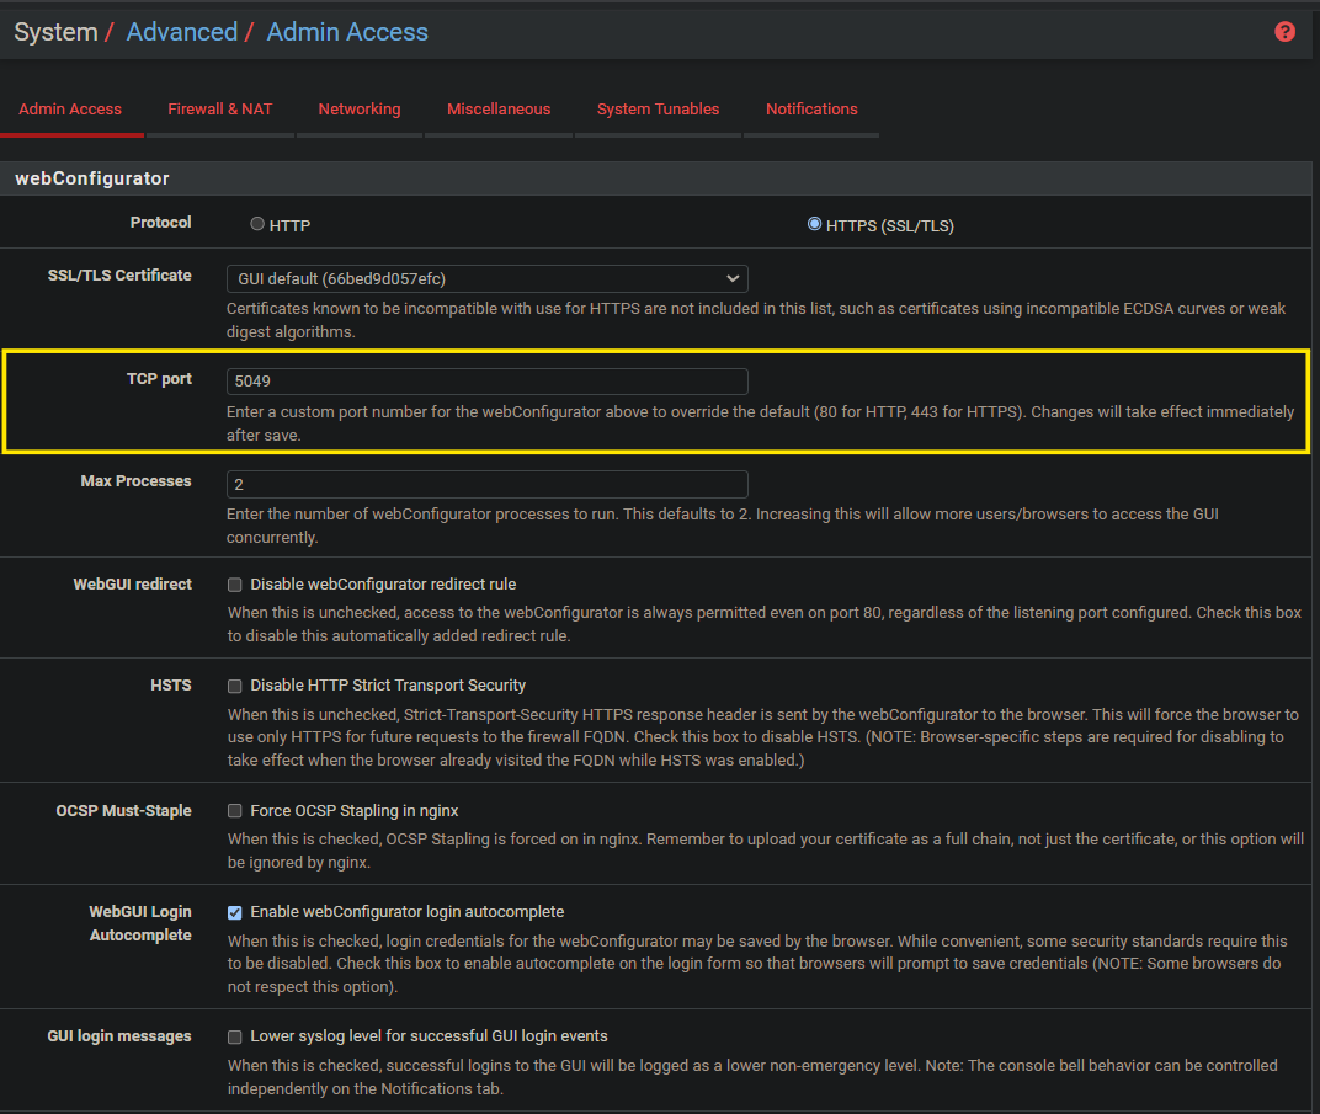 System / Advanced / Admin Access
?
Admin Access Firewall & NAT Networking Miscellaneous System Tunables Notifications
webConfigurator
Protocol HTTP HTTPS (SSL/TLS)
SSL/TLS Certificate GUI default (66bed9d057efc)
Certificates known to be incompatible with use for HTTPS are not included in this list, such as certificates using incompatible ECDSA curves or weak
digest algorithms.
TCP port 5049
Enter a custom port number for the webConfigurator above to override the default (80 for HTTP, 443 for HTTPS). Changes will take effect immediately
after save.
Max Processes 2
Enter the number of webConfigurator processes to run. This defaults to 2. Increasing this will allow more users/browsers to access the GUI
concurrently.
WebGUI redirect Disable webConfigurator redirect rule
When this is unchecked, access to the webConfigurator is always permitted even on port 80, regardless of the listening port configured. Check this box
to disable this automatically added redirect rule.
HSTS Disable HTTP Strict Transport Security
When this is unchecked, Strict-Transport-Security HTTPS response header is sent by the webConfigurator to the browser. This will force the browser to
use only HTTPS for future requests to the firewall FQDN. Check this box to disable HSTS. (NOTE: Browser-specific steps are required for disabling to
take effect when the browser already visited the FQDN while HSTS was enabled.)
OCSP Must-Staple Force OCSP Stapling in nginx
When this is checked, OCSP Stapling is forced on in nginx. Remember to upload your certificate as a full chain, not just the certificate, or this option will
be ignored by nginx.
WebGUI Login Enable webConfigurator login autocomplete
Autocomplete
When this is checked, login credentials for the webConfigurator may be saved by the browser. While convenient, some security standards require this
to be disabled. Check this box to enable autocomplete on the login form so that browsers will prompt to save credentials (NOTE: Some browsers do
not respect this option).
GUI login messages Lower syslog level for successful GUI login events
When this is checked, successful logins to the GUI will be logged as a lower non-emergency level. Note: The console bell behavior can be controlled
independently on the Notifications tab.